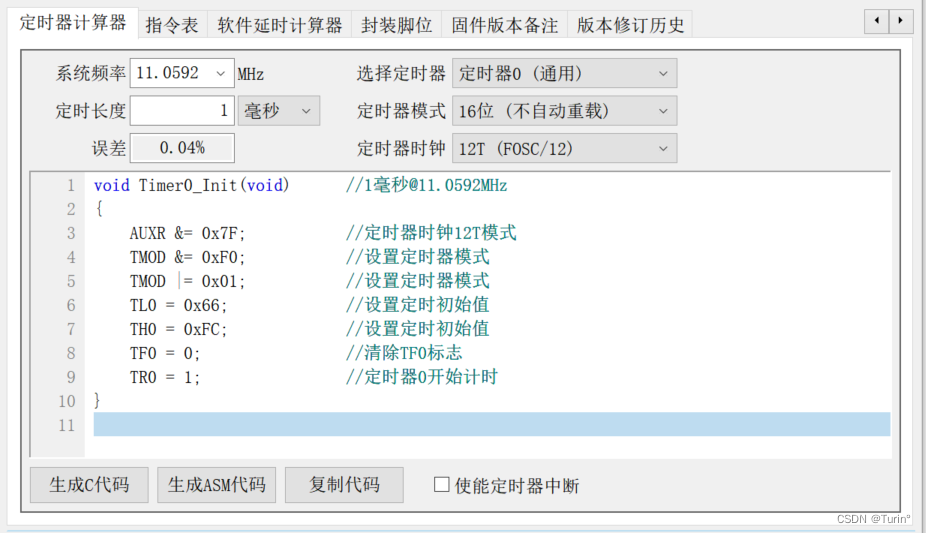 定时器计算器 指令表 软件延时计算器 封装脚位 固件版本备注 版本修订历史
系统频率 11.0592 MHz 选择定时器 定时器0 (通用)
定时长度 1 毫秒 定时器模式 16位 (不自动重载)
误差 0.04% 定时器时钟 12T (FOSC/12)
1 void Timer0_Init(void) //1毫秒@11.0592MHz
2 {
3 AUXR &= 0x7F; //定时器时钟12T模式
4 TMOD &= 0xF0; //设置定时器模式
5 TMOD |= 0x01; //设置定时器模式
6 TL0 = 0x66; //设置定时初始值
7 TH0 = 0xFC; //设置定时初始值
8 TF0 = 0; //清除TF0标志
9 TR0 = 1; //定时器0开始计时
10 }
11
生成C代码 生成ASM代码 复制代码 使能定时器中断
CSDN @Turin°